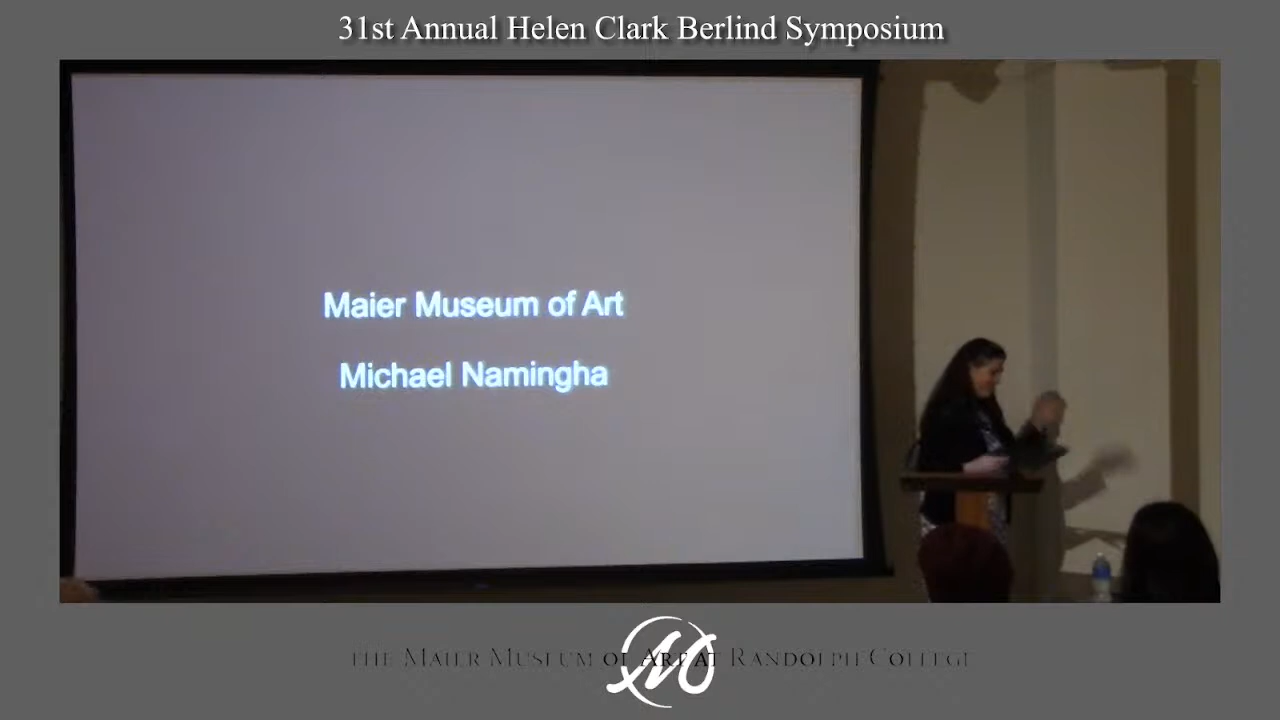 31st Annual Helen Clark Berlind Symposium
Maier Museum of Art
Michael Namingha
THE MAIER MUSEUM OF ART AT RANDOLPH COLLEGE